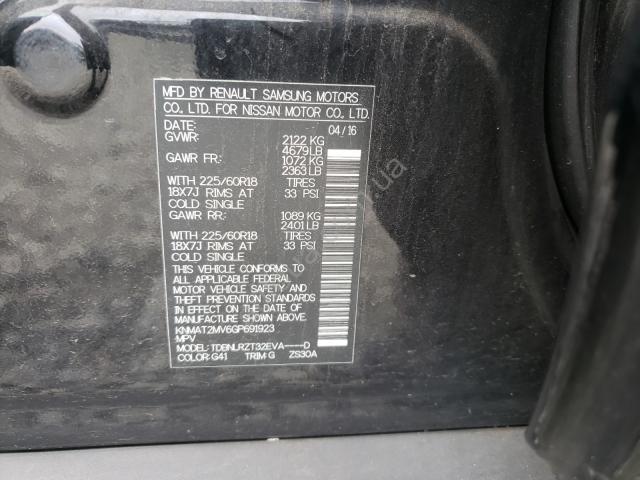 MFD BY RENAULT SAMSUNG MOTORS
CO., LTD. FOR NISSAN MOTOR CO., LTD.
DATE: 04/16
GVWR: 2122 KG
4679 LB
GAWR FR: 1072 KG
2363 LB
WITH 225/60R18 TIRES
18X7J RIMS AT 33 PSI
COLD SINGLE
GAWR RR: 1089 KG
2401 LB
WITH 225/60R18 TIRES
18X7J RIMS AT 33 PSI
COLD SINGLE
THIS VEHICLE CONFORMS TO
ALL APPLICABLE FEDERAL
MOTOR VEHICLE SAFETY AND
THEFT PREVENTION STANDARDS
IN EFFECT ON THE DATE OF
MANUFACTURE SHOWN ABOVE.
KNMAT2MV6GP691923
:MPV
MODEL: TDBNLRZT32EVA----D
COLOR: G41 TRIM: G ZS30A